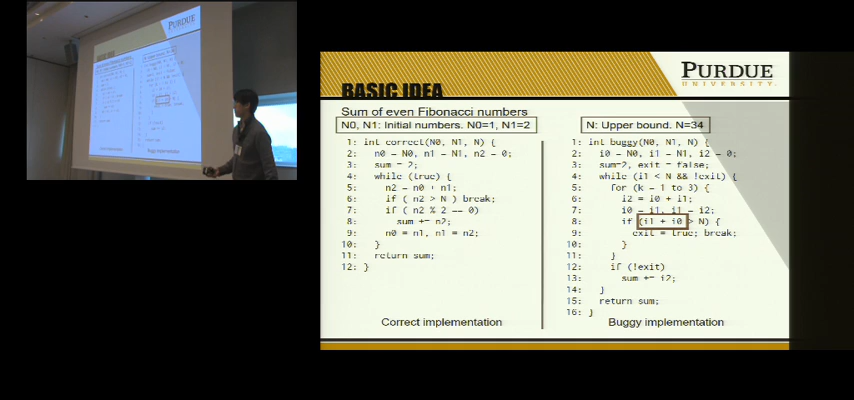 PURDUE
UNIVERSITY
BASIC IDEA
Sum of even Fibonacci numbers
N0, N1: Initial numbers. N0=1, N1=2
1: int correct(N0, N1, N) {
2: n0 = N0, n1 = N1, n2 = 0;
3: sum = 2;
4: while (true) {
5: n2 = n0 + n1;
6: if ( n2 > N ) break;
7: if ( n2 % 2 == 0)
8: sum += n2;
9: n0 = n1, n1 = n2;
10: }
11: return sum;
12: }
Correct implementation
N: Upper bound. N=34
1: int buggy(N0, N1, N) {
2: i0 = N0, i1 = N1, i2 = 0;
3: sum=2, exit = false;
4: while (i1 < N && !exit) {
5: for (k = 1 to 3) {
6: i2 = i0 + i1;
7: i0 = i1, i1 = i2;
8: if (i1 + i0 > N) {
9: exit = true; break;
10: }
11: }
12: if (!exit)
13: sum += i2;
14: }
15: return sum;
16: }
Buggy implementation
PURDUE